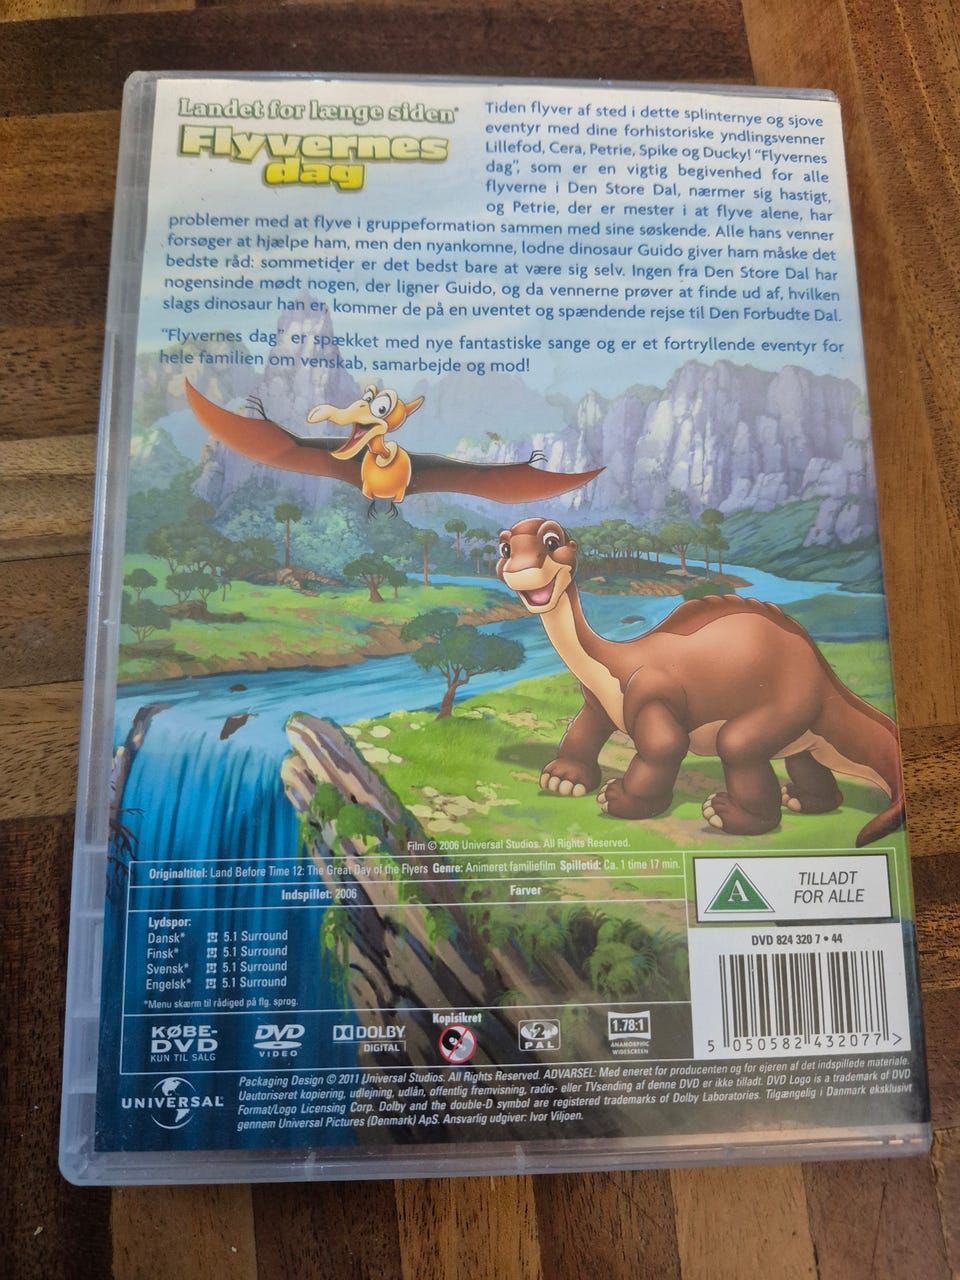 Landet for længe siden
Flyvernes
dag
Tiden flyver af sted i dette splinternye og sjove
eventyr med dine forhistoriske yndlingsvenner
Lillefod, Cera, Petrie, Spike og Ducky! "Flyvernes
dag", som er en vigtig begivenhed for alle
flyverne i Den Store Dal, nærmer sig hastigt,
og Petrie, der er mester i at flyve alene, har
problemer med at flyve i gruppeformation sammen med sine søskende. Alle hans venner
forsøger at hjælpe ham, men den nyankomne, lodne dinosaur Guido giver ham måske det
bedste råd: sommetider er det bedst bare at være sig selv. Ingen fra Den Store Dal har
nogensinde mødt nogen, der ligner Guido, og da vennerne prøver at finde ud af, hvilken
slags dinosaur han er, kommer de på en uventet og spændende rejse til Den Forbudte Dal.
"Flyvernes dag" er spækket med nye fantastiske sange og er et fortryllende eventyr for
hele familien om venskab, samarbejde og mod!
Film © 2006 Universal Studios. All Rights Reserved.
Originaltitel: Land Before Time 12: The Great Day of the Flyers Genre: Animeret familiefilm Spilletid: Ca. 1 time 17 min.
Indspillet: 2006 Farver
Lydspor:
Dansk* 5.1 Surround
Finsk* 5.1 Surround
Svensk* 5.1 Surround
Engelsk* 5.1 Surround
*Menu skærm til rådiged på flg. sprog.
A TILLADT
FOR ALLE
DVD 824 320 7 • 44
5 050582 432077 >
KØBE-
DVD
KUN TIL SALG
DVD
VIDEO
DOLBY
DIGITAL
Kopisikret
2
PAL
1.78:1
ANAMORPHIC
WIDESCREEN
UNIVERSAL
Packaging Design © 2011 Universal Studios. All Rights Reserved. ADVARSEL: Med eneret for producenten og for ejeren af det indspillede materiale.
Uautoriseret kopiering, udlejning, udlån, offentlig fremvisning, radio- eller TVsending af denne DVD er ikke tilladt. DVD Logo is a trademark of DVD
Format/Logo Licensing Corp. Dolby and the double-D symbol are registered trademarks of Dolby Laboratories. Tilgængelig i Danmark eksklusivt
gennem Universal Pictures (Denmark) ApS. Ansvarlig udgiver: Ivor Viljoen.